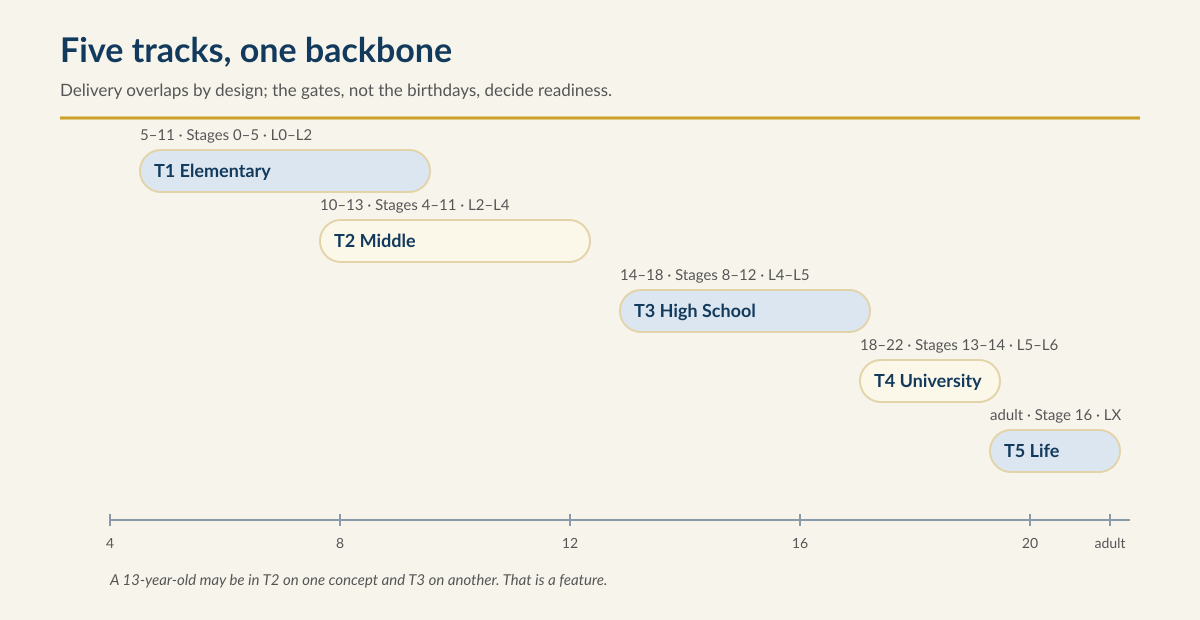 Five tracks, one backbone
Delivery overlaps by design; the gates, not the birthdays, decide readiness.
5–11 · Stages 0–5 · L0–L2
T1 Elementary
10–13 · Stages 4–11 · L2–L4
T2 Middle
14–18 · Stages 8–12 · L4–L5
T3 High School
18–22 · Stages 13–14 · L5–L6
T4 University
adult · Stage 16 · LX
T5 Life
4 8 12 16 20 adult
A 13-year-old may be in T2 on one concept and T3 on another. That is a feature.